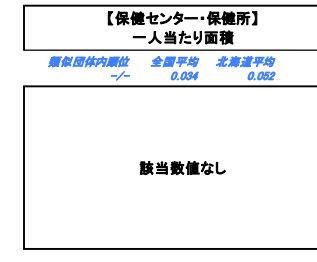 【保健センター・保健所】
一人当たり面積
類似団体内順位 全国平均 北海道平均
-/- 0.034 0.052
該当数値なし